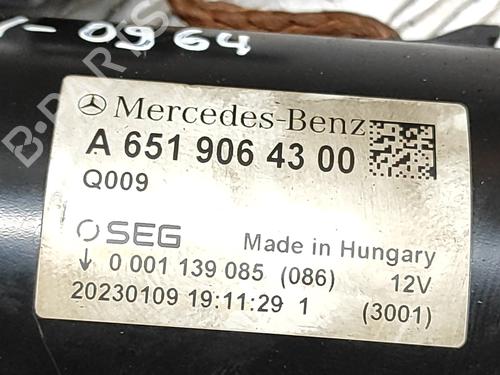 - 0964
Mercedes-Benz
A 651 906 43 00
Q009
SEG Made in Hungary
0 001 139 085 (086) 12V
20230109 19:11:29 1 (3001)